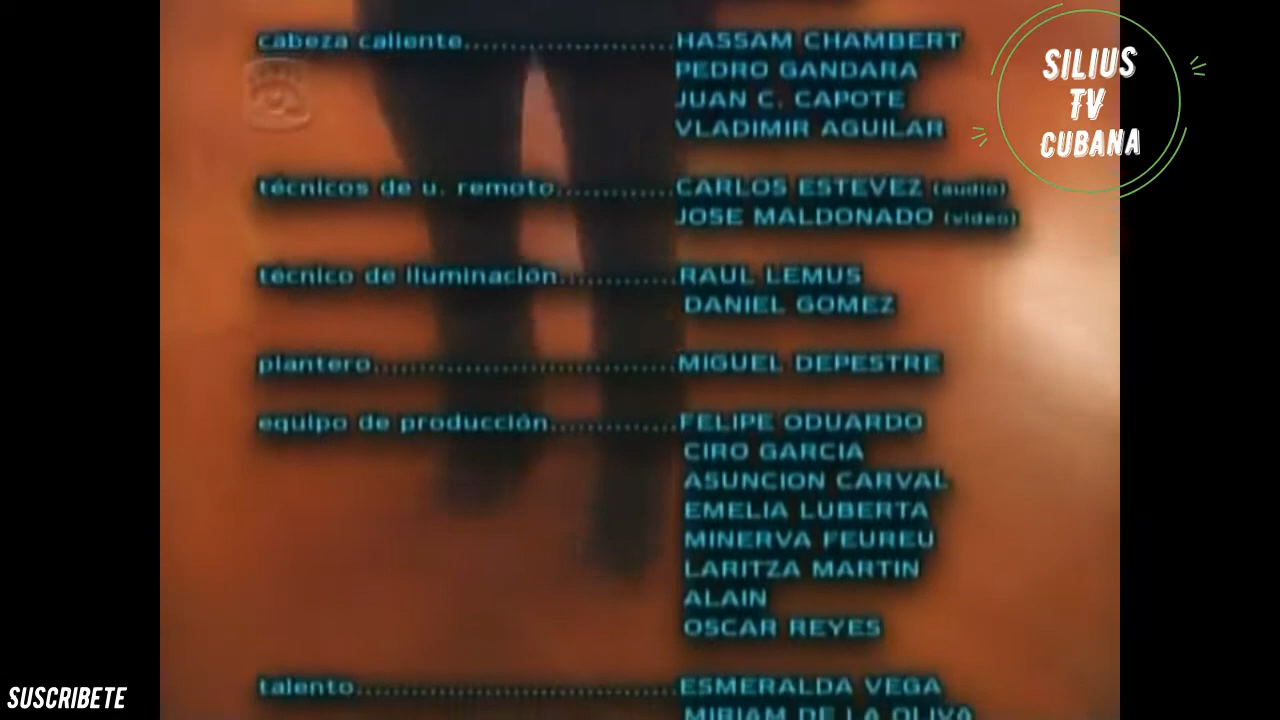 cabeza caliente..........................HASSAM CHAMBERT
PEDRO GANDARA
JUAN C. CAPOTE
VLADIMIR AGUILAR
técnicos de u. remoto...............CARLOS ESTEVEZ (audio)
JOSE MALDONADO (video)
técnico de iluminación...............RAUL LEMUS
DANIEL GOMEZ
plantero......................................MIGUEL DEPESTRE
equipo de producción................FELIPE ODUARDO
CIRO GARCIA
ASUNCION CARVAL
EMELIA LUBERTA
MINERVA FEUREU
LARITZA MARTIN
ALAIN
OSCAR REYES
talento........................................ESMERALDA VEGA
MIRIAM DE LA OLIVA
SILIUS
TV
CUBANA
SUSCRIBETE